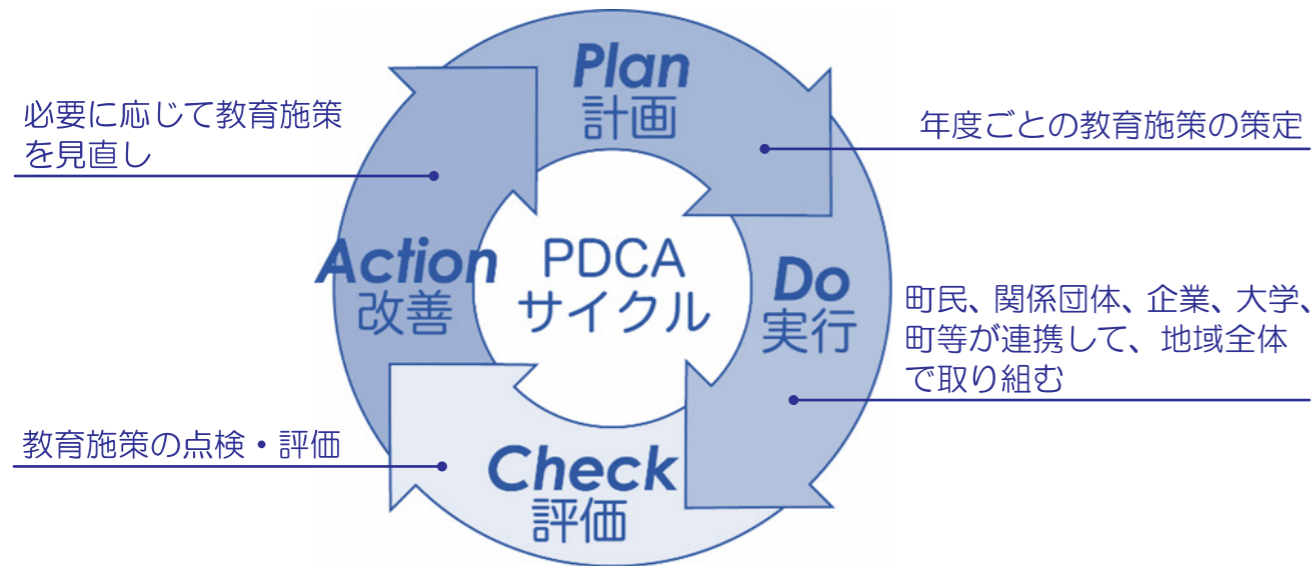 Plan
計画
年度ごとの教育施策の策定
Do
実行
町民、関係団体、企業、大学、
町等が連携して、地域全体
で取り組む
Check
評価
教育施策の点検・評価
Action
改善
必要に応じて教育施策
を見直し
PDCA
サイクル